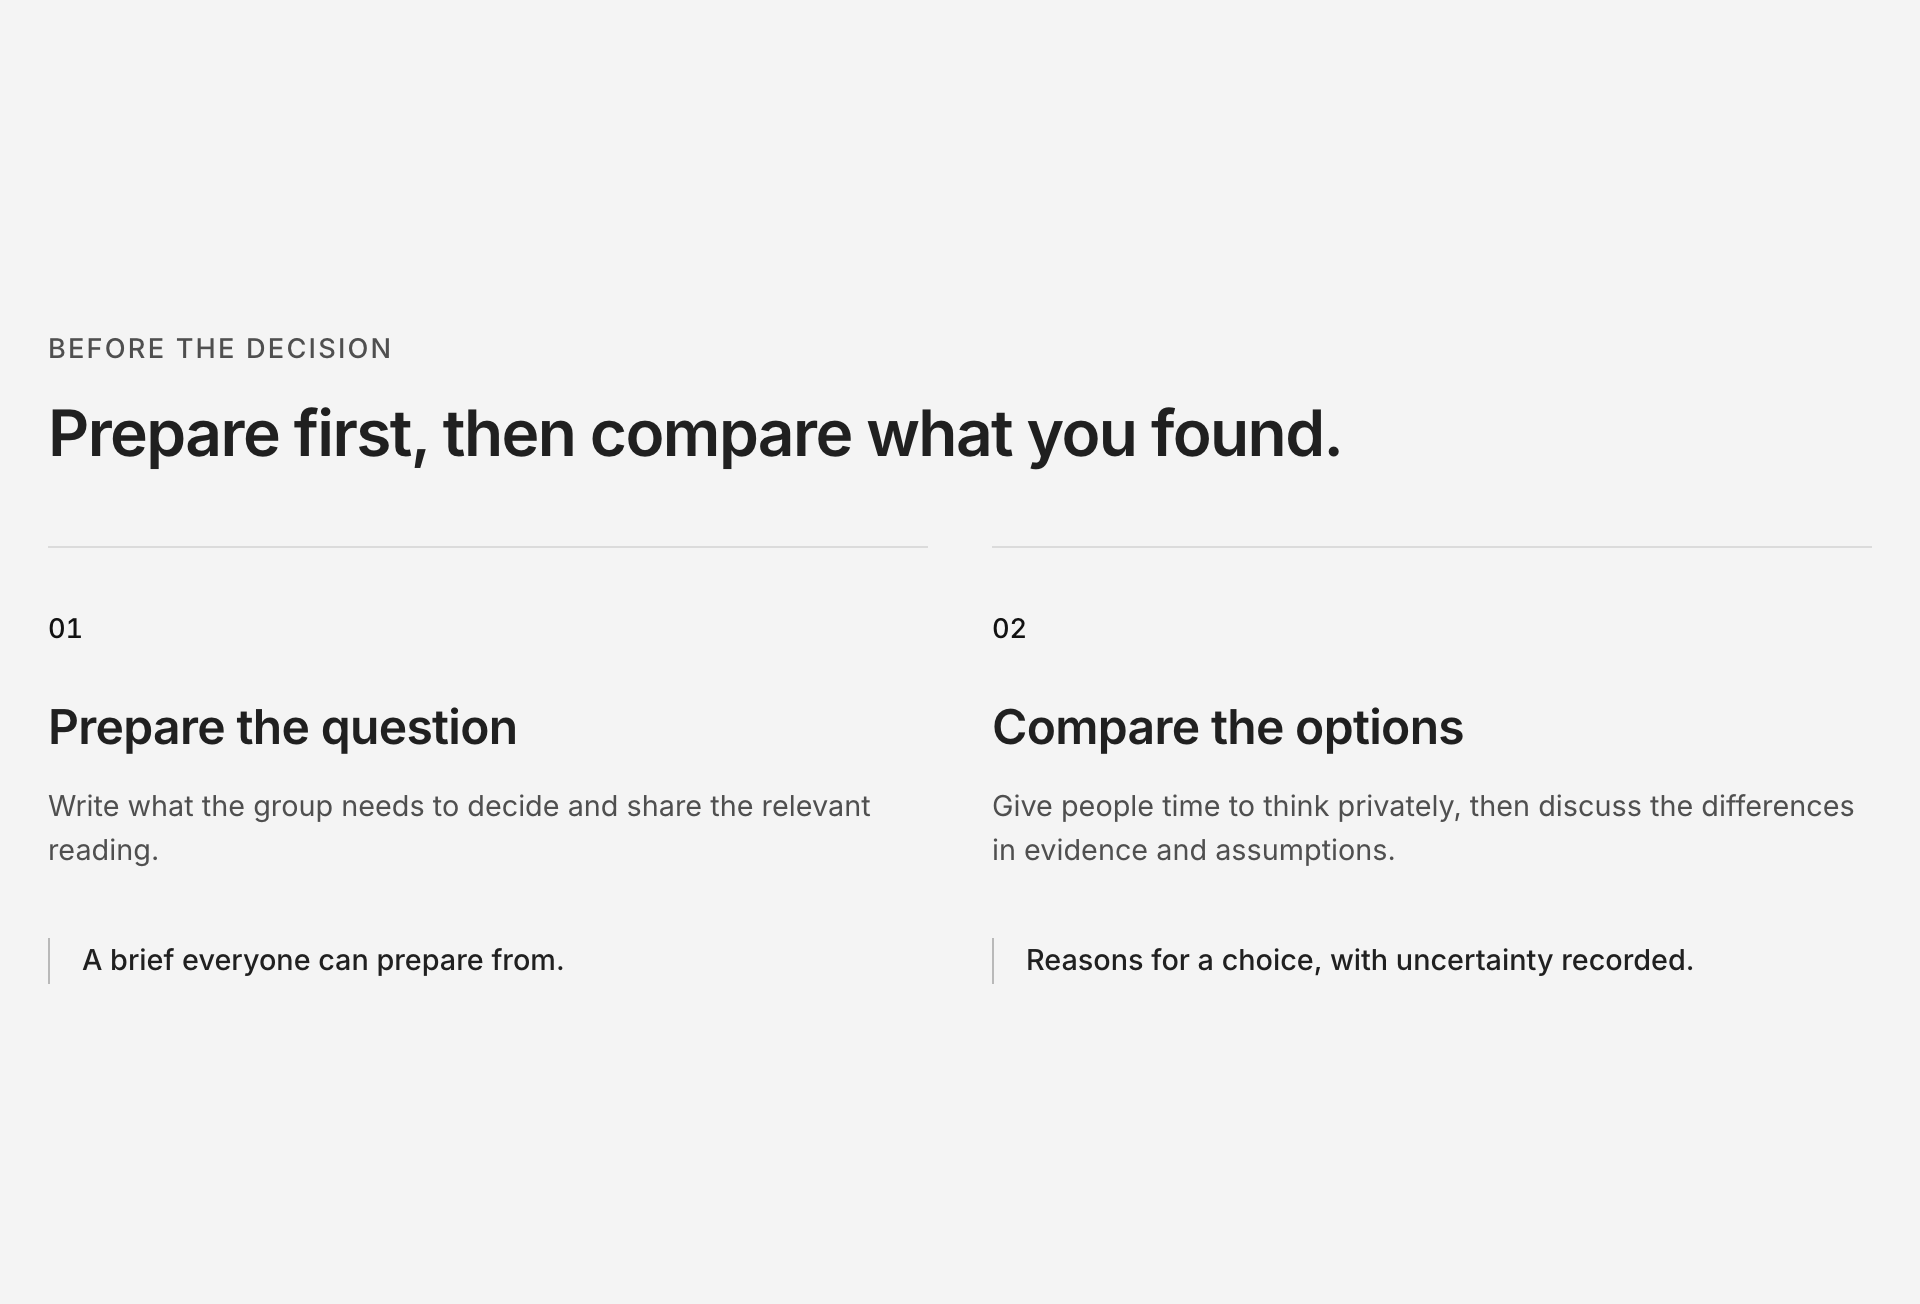 BEFORE THE DECISION
Prepare first, then compare what you found.
01
Prepare the question
Write what the group needs to decide and share the relevant
reading.
A brief everyone can prepare from.
02
Compare the options
Give people time to think privately, then discuss the differences
in evidence and assumptions.
Reasons for a choice, with uncertainty recorded.